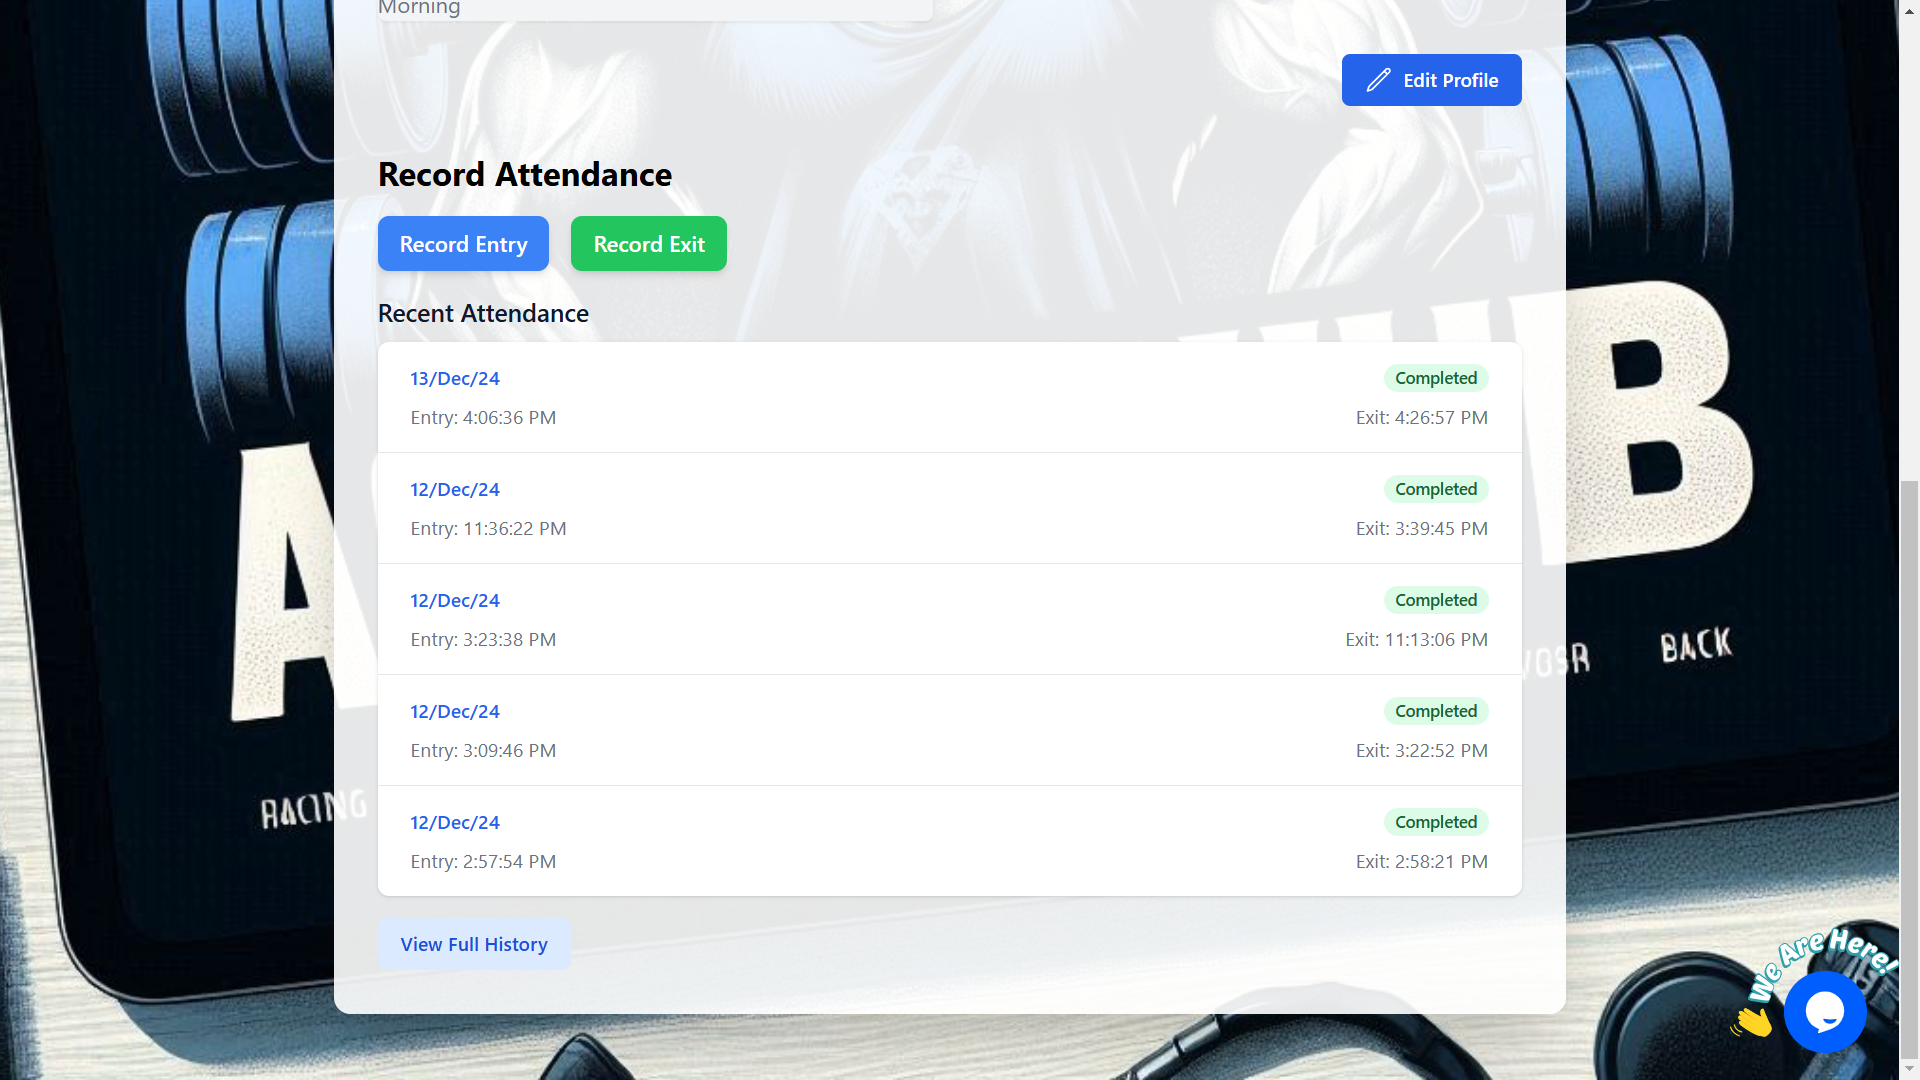 Morning
Edit Profile
Record Attendance
Record Entry
Record Exit
Recent Attendance
13/Dec/24
Completed
Entry: 4:06:36 PM
Exit: 4:26:57 PM
12/Dec/24
Completed
Entry: 11:36:22 PM
Exit: 3:39:45 PM
12/Dec/24
Completed
Entry: 3:23:38 PM
Exit: 11:13:06 PM
12/Dec/24
Completed
Entry: 3:09:46 PM
Exit: 3:22:52 PM
12/Dec/24
Completed
Entry: 2:57:54 PM
Exit: 2:58:21 PM
View Full History
RACING
BACK
We Are Here!